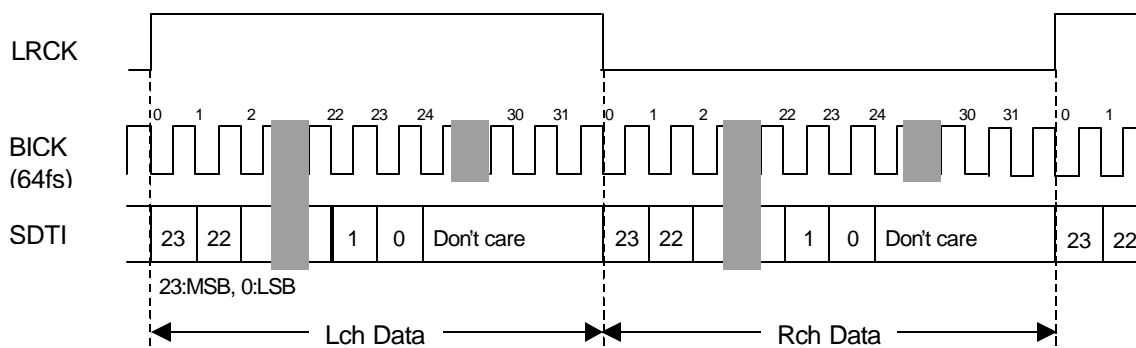 LRCK
0 1 2 22 23 24 30 31 0 1 2 22 23 24 30 31 0 1
BICK
(64fs)
SDTI 23 22 1 0 Don't care 23 22 1 0 Don't care 23 22
23:MSB, 0:LSB
Lch Data Rch Data